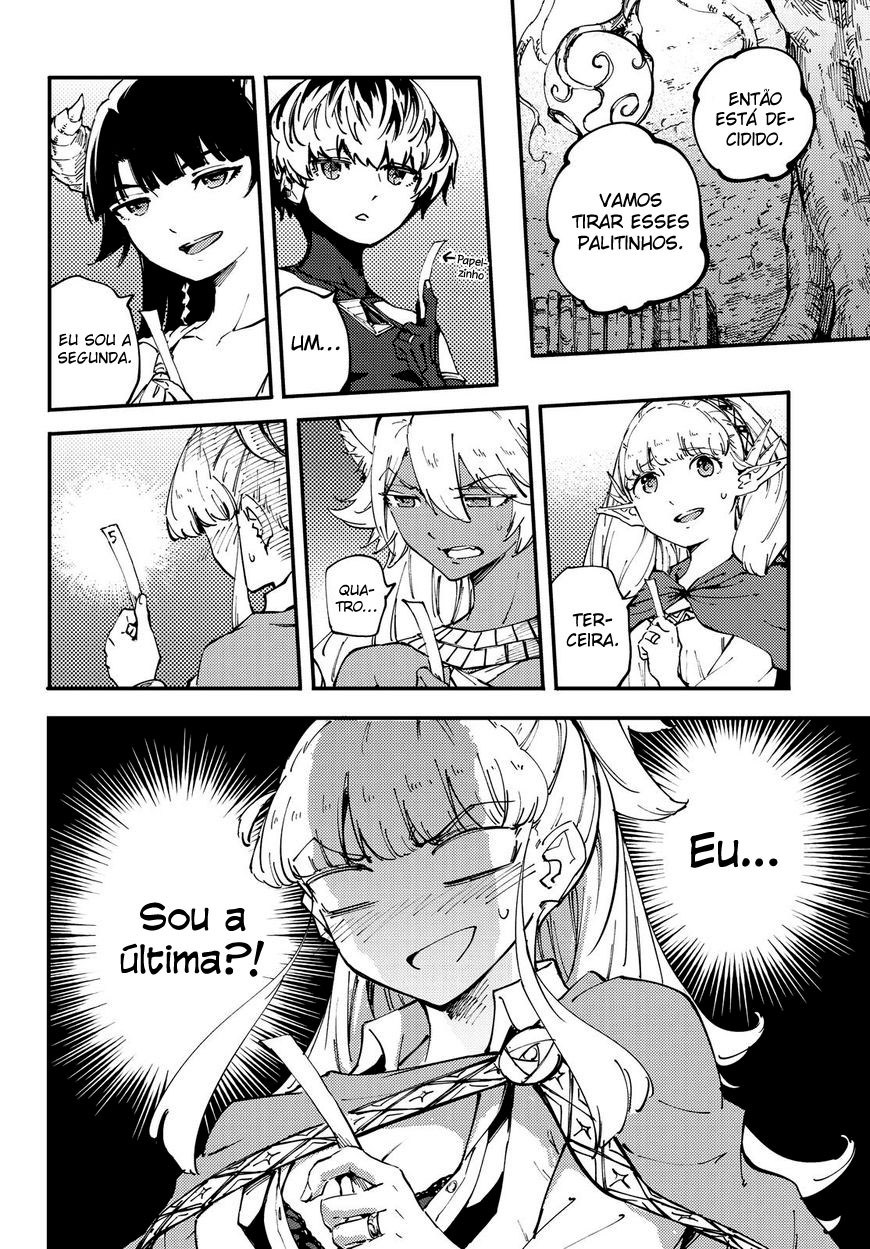 ENTÃO
ESTÁ DE-
CIDIDO.
VAMOS
TIRAR ESSES
PALITINHOS.
← Papel-
zinho
UM...
EU SOU A
SEGUNDA.
TER-
CEIRA.
QUA-
TRO...
5
Eu...
Sou a
última?!